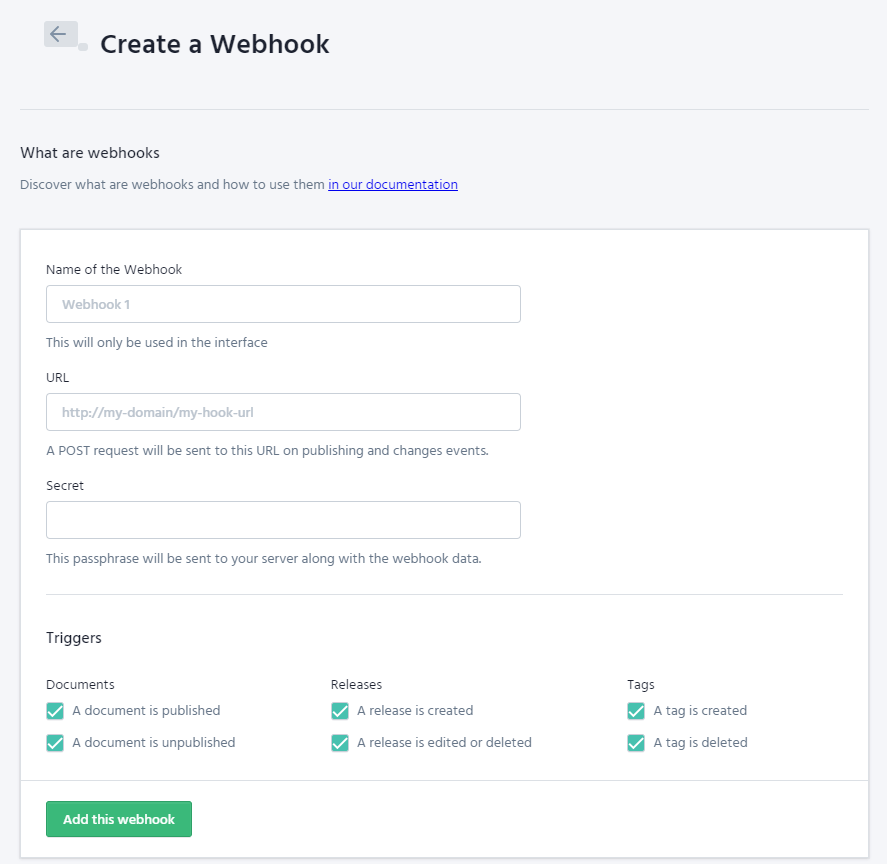 Create a Webhook
What are webhooks
Discover what are webhooks and how to use them in our documentation
Name of the Webhook
Webhook 1
This will only be used in the interface
URL
http://my-domain/my-hook-url
A POST request will be sent to this URL on publishing and changes events.
Secret
This passphrase will be sent to your server along with the webhook data.
Triggers
Documents
A document is published
A document is unpublished
Releases
A release is created
A release is edited or deleted
Tags
A tag is created
A tag is deleted
Add this webhook